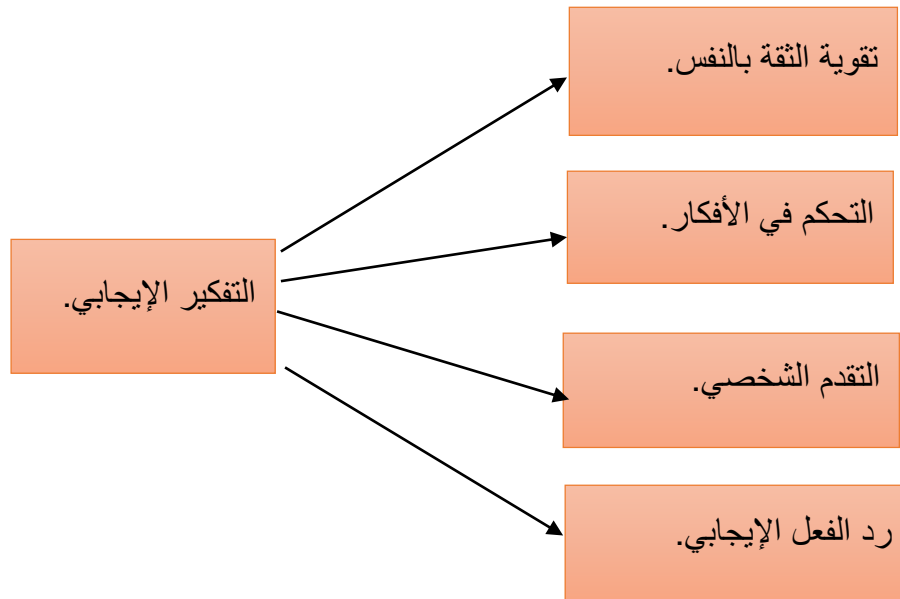 تقوية الثقة بالنفس.
التحكم في الأفكار.
التفكير الإيجابي.
التقدم الشخصي.
رد الفعل الإيجابي.